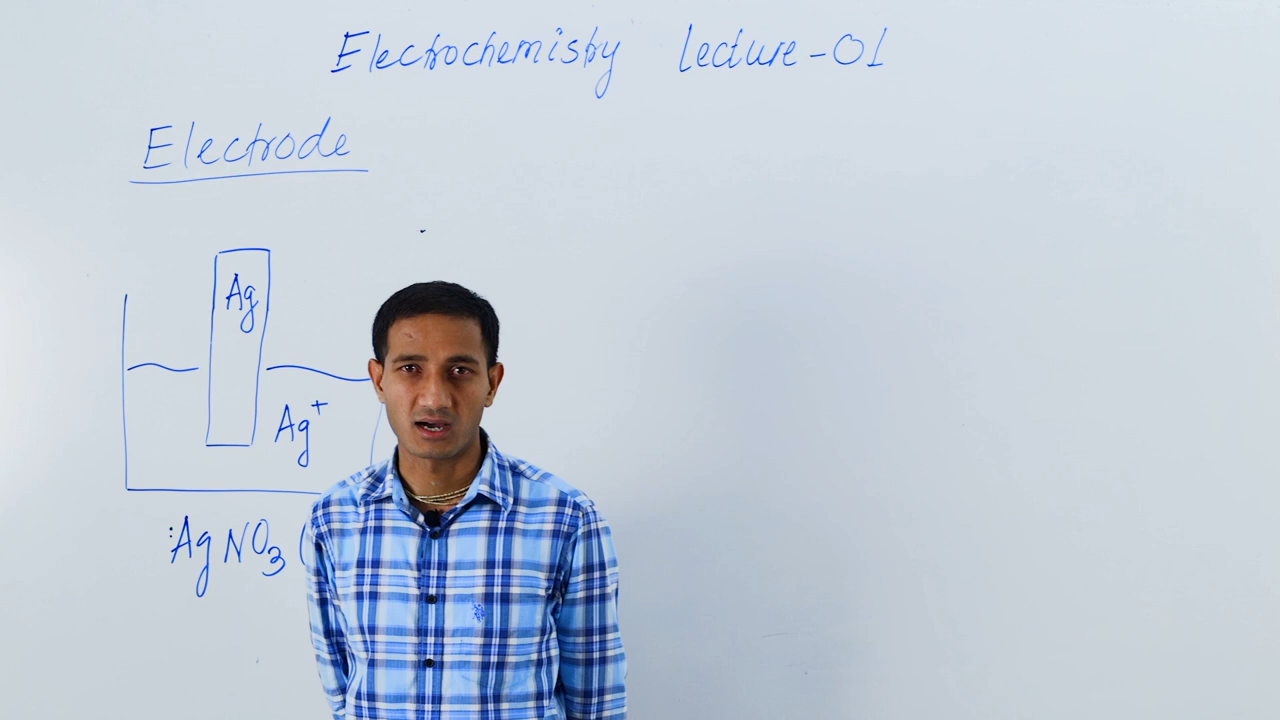 Electrochemistry Lecture-01
Electrode
Ag
Ag⁺
:AgNO₃ (